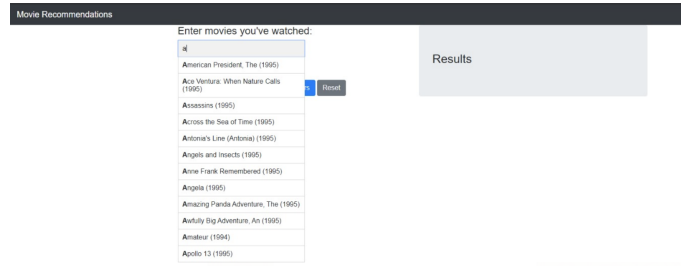 Movie Recommendations
Enter movies you've watched:
a
American President, The (1995)
Ace Ventura: When Nature Calls
(1995)
Assassins (1995)
Across the Sea of Time (1995)
Antonia's Line (Antonia) (1995)
Angels and Insects (1995)
Anne Frank Remembered (1995)
Angela (1995)
Amazing Panda Adventure, The (1995)
Awfully Big Adventure, An (1995)
Amateur (1994)
Apollo 13 (1995)
Reset
Results